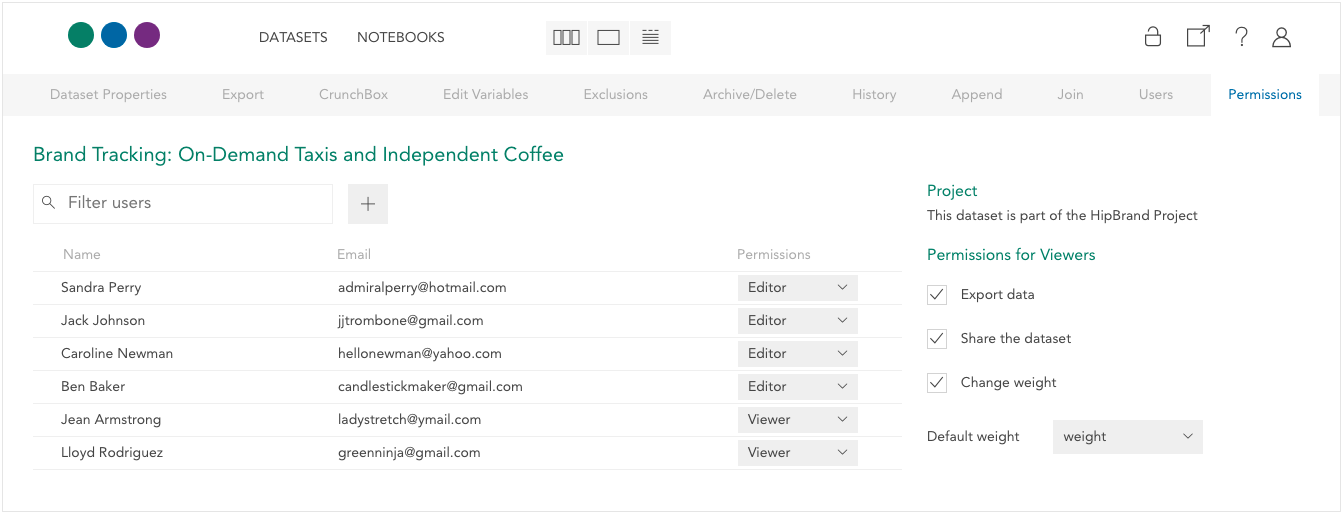 DATASETS NOTEBOOKS
Dataset Properties Export CrunchBox Edit Variables Exclusions Archive/Delete History Append Join Users Permissions
Brand Tracking: On-Demand Taxis and Independent Coffee
Filter users
Name Email Permissions
Sandra Perry admiralperry@hotmail.com Editor
Jack Johnson jjtrombone@gmail.com Editor
Caroline Newman hellonewman@yahoo.com Editor
Ben Baker candlestickmaker@gmail.com Editor
Jean Armstrong ladystretch@ymail.com Viewer
Lloyd Rodriguez greenninja@gmail.com Viewer
Project
This dataset is part of the HipBrand Project
Permissions for Viewers
Export data
Share the dataset
Change weight
Default weight weight